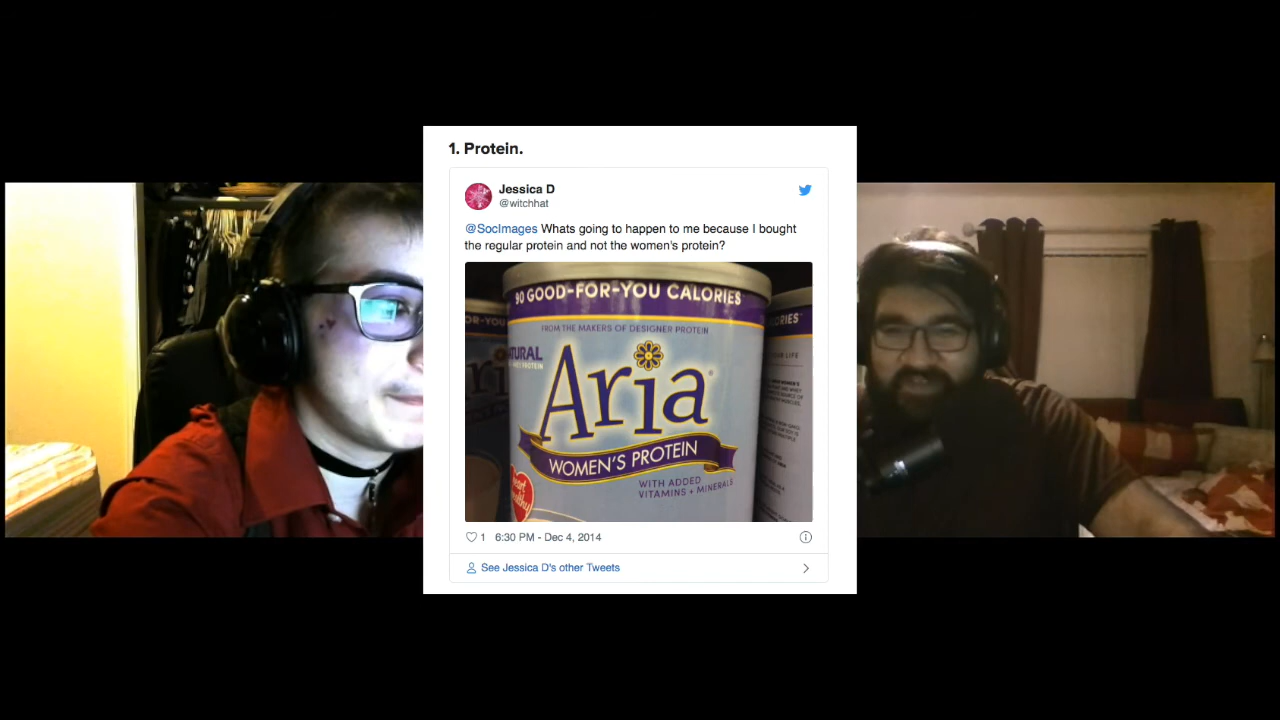 1. Protein.
Jessica D
@witchhat
@SocImages Whats going to happen to me because I bought
the regular protein and not the women's protein?
90 GOOD-FOR-YOU CALORIES
FROM THE MAKERS OF DESIGNER PROTEIN
Aria
WOMEN'S PROTEIN
WITH ADDED
VITAMINS + MINERALS
heart
healthy
1 6:30 PM - Dec 4, 2014
See Jessica D's other Tweets